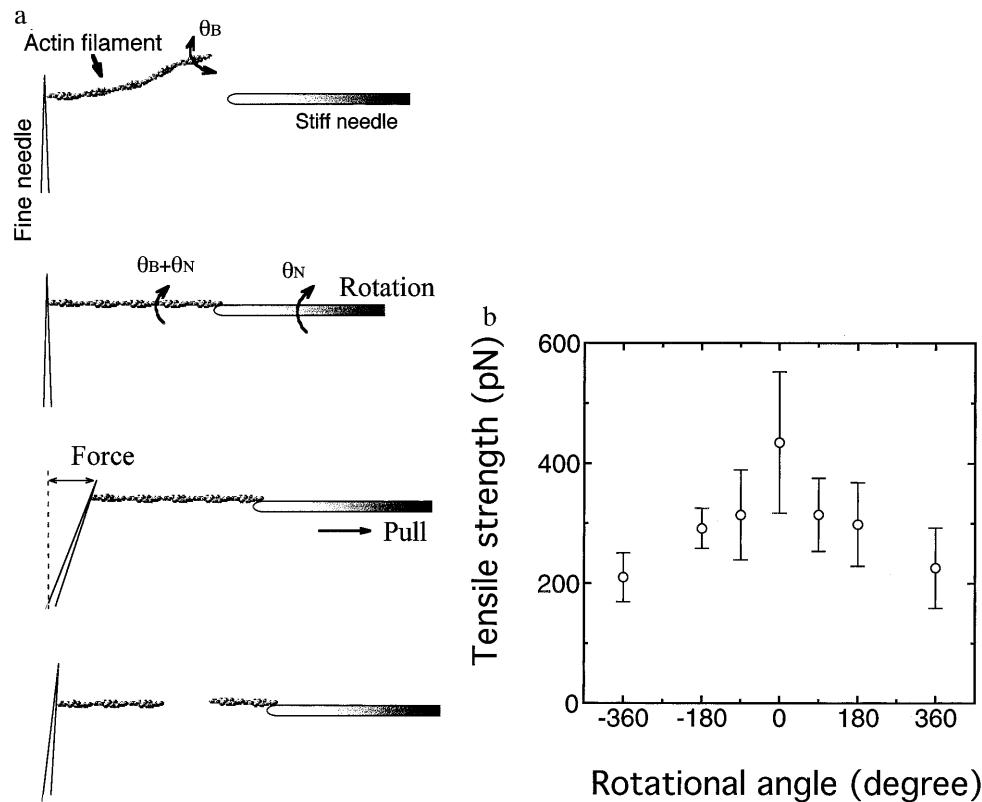 a
θB
Actin filament
Fine needle
Stiff needle
θB+θN
θN
Rotation
Force
Pull
b
Tensile strength (pN)
600
400
200
0
-360
-180
0
180
360
Rotational angle (degree)